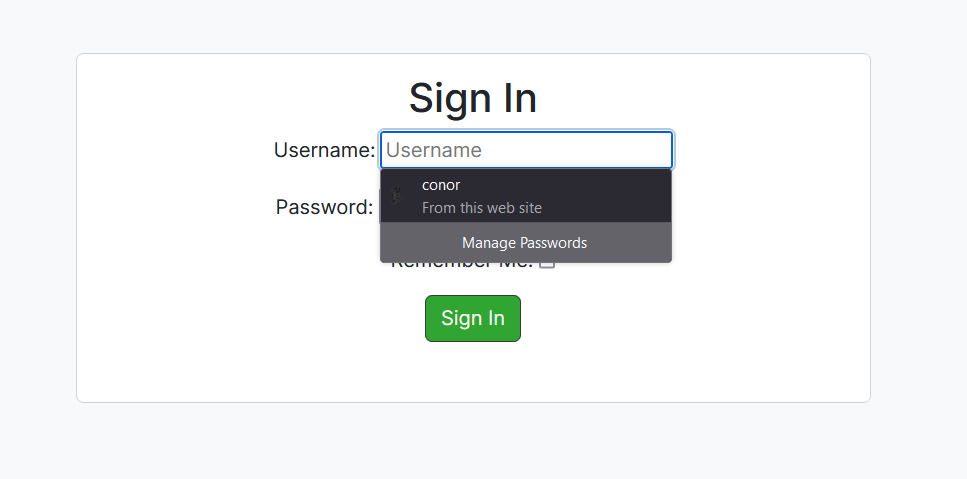 Sign In
Username: Username
conor
From this web site
Password:
Manage Passwords
Remember Me:
Sign In